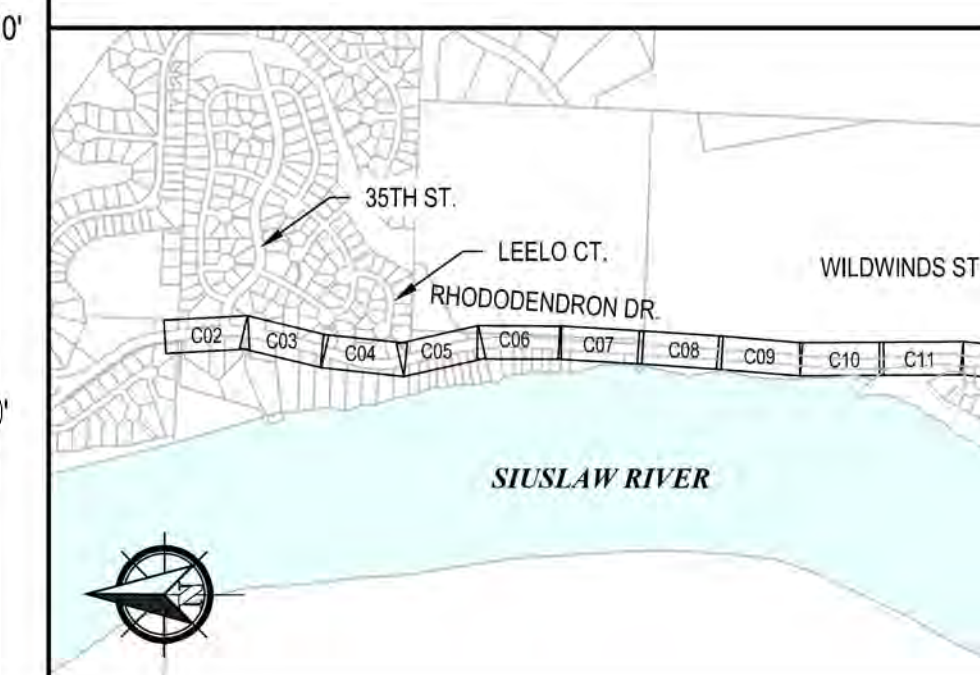 0'
35TH ST.
LEELO CT.
RHODODENDRON DR.
WILDWINDS ST
C02
C03
C04
C05
C06
C07
C08
C09
C10
C11
SIUSLAW RIVER
N